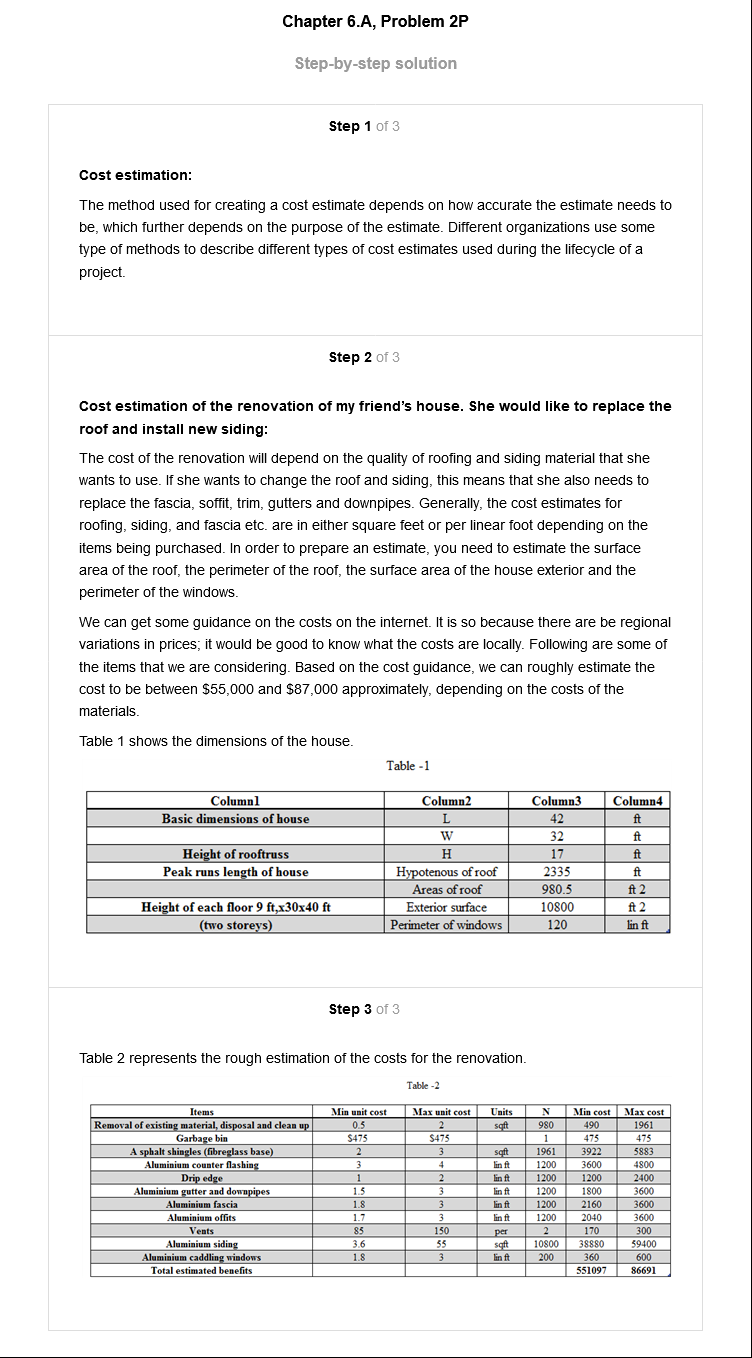 Chapter 6.A, Problem 2P
Step-by-step solution
Step 1 of 3
Cost estimation:
The method used for creating a cost estimate depends on how accurate the estimate needs to
be, which further depends on the purpose of the estimate. Different organizations use some
type of methods to describe different types of cost estimates used during the lifecycle of a
project.
Step 2 of 3
Cost estimation of the renovation of my friend's house. She would like to replace the
roof and install new siding:
The cost of the renovation will depend on the quality of roofing and siding material that she
wants to use. If she wants to change the roof and siding, this means that she also needs to
replace the fascia, soffit, trim, gutters and downpipes. Generally, the cost estimates for
roofing, siding, and fascia etc. are in either square feet or per linear foot depending on the
items being purchased. In order to prepare an estimate, you need to estimate the surface
area of the roof, the perimeter of the roof, the surface area of the house exterior and the
perimeter of the windows.
We can get some guidance on the costs on the internet. It is so because there are be regional
variations in prices; it would be good to know what the costs are locally. Following are some of
the items that we are considering. Based on the cost guidance, we can roughly estimate the
cost to be between $55,000 and $87,000 approximately, depending on the costs of the
materials.
Table 1 shows the dimensions of the house.
Table -1
Column1 Column2 Column3 Column4
Basic dimensions of house L 42 ft
W 32 ft
Height of rooftruss H 17 ft
Peak runs length of house Hypotenous of roof 2335 ft
Areas of roof 980.5 ft 2
Height of each floor 9 ft,x30x40 ft Exterior surface 10800 ft 2
(two storeys) Perimeter of windows 120 lin ft
Step 3 of 3
Table 2 represents the rough estimation of the costs for the renovation.
Table -2
Items Min unit cost Max unit cost Units N Min cost Max cost
Removal of existing material, disposal and clean up 0.5 2 sqft 980 490 1961
Garbage bin $475 $475 1 475 475
A sphalt shingles (fibreglass base) 2 3 sqft 1961 3922 5883
Aluminium counter flashing 3 4 lin ft 1200 3600 4800
Drip edge 1 2 lin ft 1200 1200 2400
Aluminium gutter and downpipes 1.5 3 lin ft 1200 1800 3600
Aluminium fascia 1.8 3 lin ft 1200 2160 3600
Aluminium offits 1.7 3 lin ft 1200 2040 3600
Vents 85 150 per 2 170 300
Aluminium siding 3.6 55 sqft 10800 38880 59400
Aluminium caddling windows 1.8 3 lin ft 200 360 600
Total estimated benefits 551097 86691